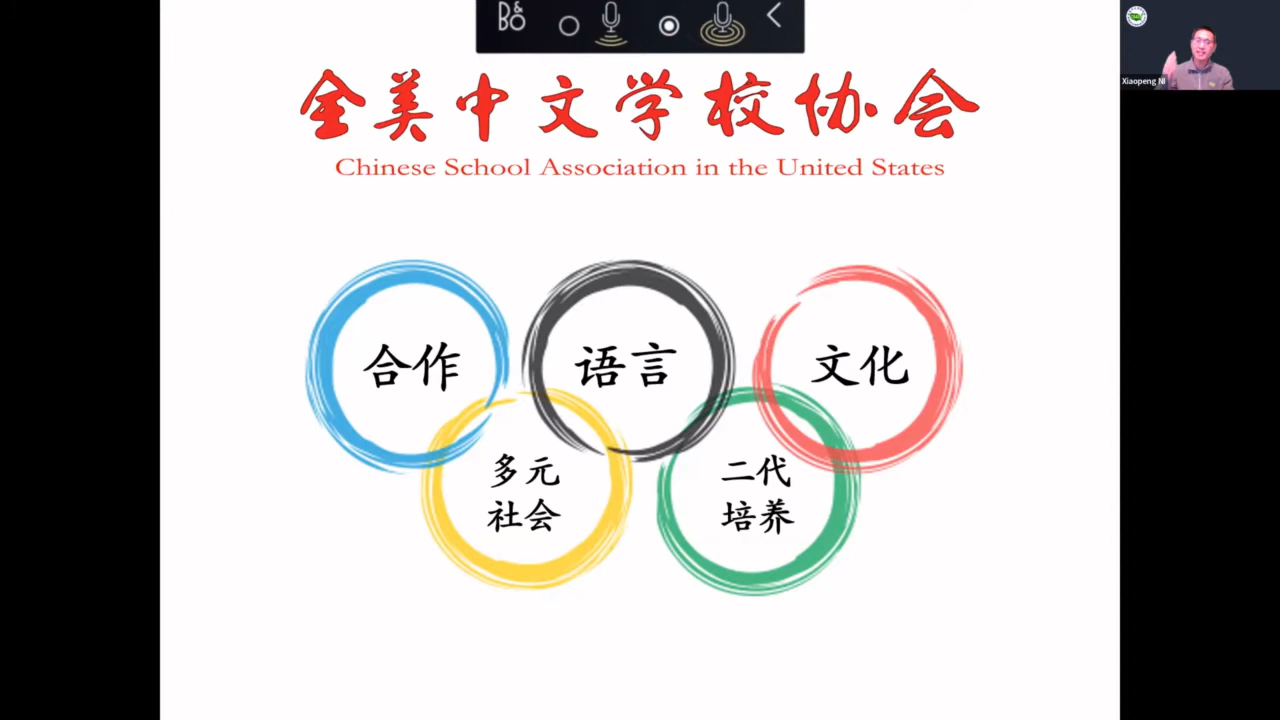 B&O
全美中文学校协会
Chinese School Association in the United States
合作
语言
文化
多元
社会
二代
培养
Xiaopeng NI